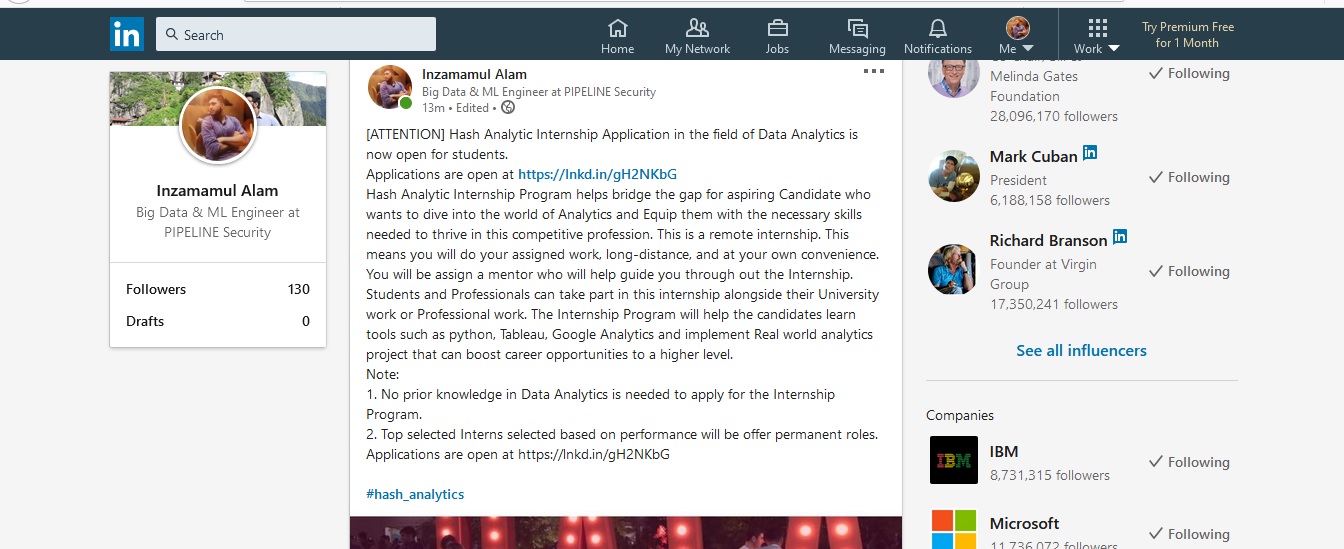 in
Search
Home
My Network
Jobs
Messaging
Notifications
Me
Work
Try Premium Free
for 1 Month
Inzamamul Alam
Big Data & ML Engineer at
PIPELINE Security
Followers 130
Drafts 0
Inzamamul Alam
Big Data & ML Engineer at PIPELINE Security
13m • Edited •
[ATTENTION] Hash Analytic Internship Application in the field of Data Analytics is
now open for students.
Applications are open at https://lnkd.in/gH2NKbG
Hash Analytic Internship Program helps bridge the gap for aspiring Candidate who
wants to dive into the world of Analytics and Equip them with the necessary skills
needed to thrive in this competitive profession. This is a remote internship. This
means you will do your assigned work, long-distance, and at your own convenience.
You will be assign a mentor who will help guide you through out the Internship.
Students and Professionals can take part in this internship alongside their University
work or Professional work. The Internship Program will help the candidates learn
tools such as python, Tableau, Google Analytics and implement Real world analytics
project that can boost career opportunities to a higher level.
Note:
1. No prior knowledge in Data Analytics is needed to apply for the Internship
Program.
2. Top selected Interns selected based on performance will be offer permanent roles.
Applications are open at https://lnkd.in/gH2NKbG
#hash_analytics
Melinda Gates
Foundation
28,096,170 followers
Following
Mark Cuban in
President
6,188,158 followers
Following
Richard Branson in
Founder at Virgin
Group
17,350,241 followers
Following
See all influencers
Companies
IBM
IBM
8,731,315 followers
Following
Microsoft
11,736,072 followers
Following